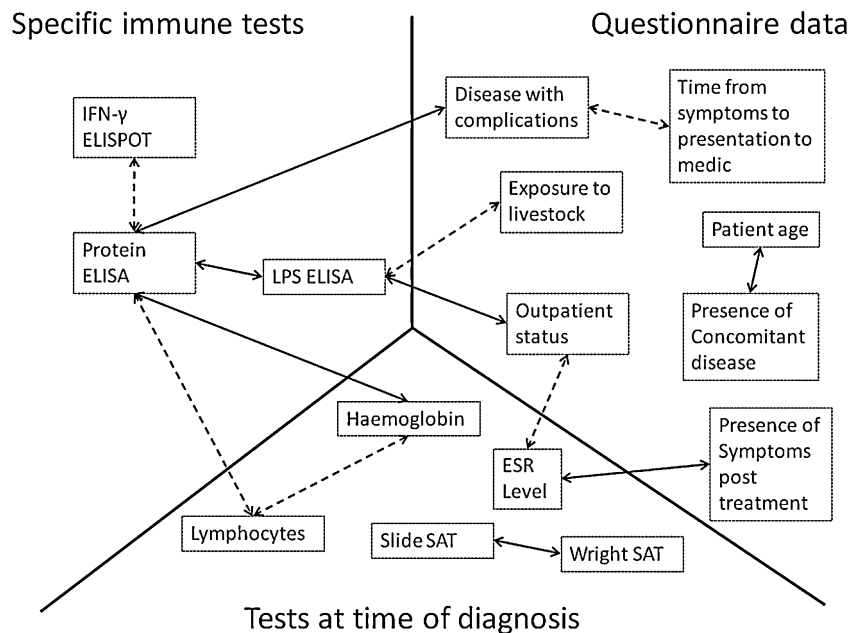 Specific immune tests
Questionnaire data
IFN-γ
ELISPOT
Disease with
complications
Time from
symptoms to
presentation to
medic
Exposure to
livestock
Patient age
Protein
ELISA
LPS ELISA
Outpatient
status
Presence of
Concomitant
disease
Haemoglobin
Presence of
Symptoms
post
treatment
ESR
Level
Lymphocytes
Slide SAT
Wright SAT
Tests at time of diagnosis